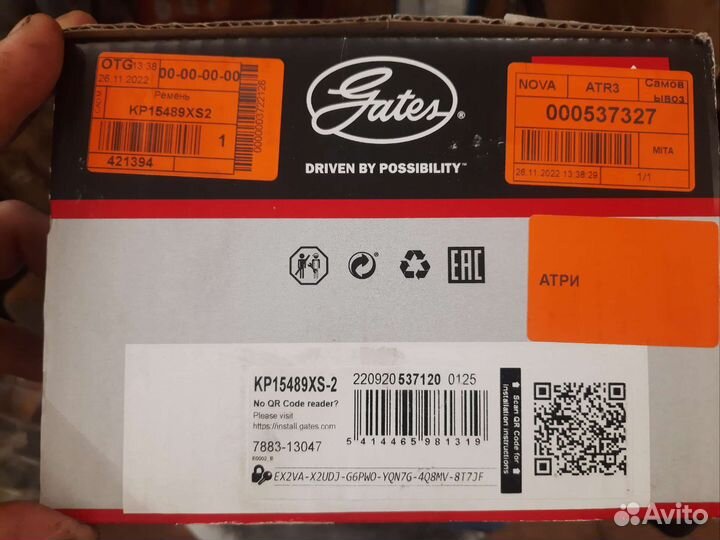 OTG 13:38
26.11.2022
00-00-00-00
Ремень
KP15489XS2
1
421394
0000003722126
Gates®
DRIVEN BY POSSIBILITY™
NOVA
ATR3
Самов
ывоз
000537327
MITA
26.11.2022 13:38:29
1/1
EAC
АТРИ
KP15489XS-2
220920 537120 0125
No QR Code reader?
Please visit
https://install.gates.com
7883-13047
E0002_B
5 414465 981319
Scan QR Code for
installation instructions
EX2VA-X2UDJ-G6PWO-YQN7G-4Q8MV-8T7JF
Avito